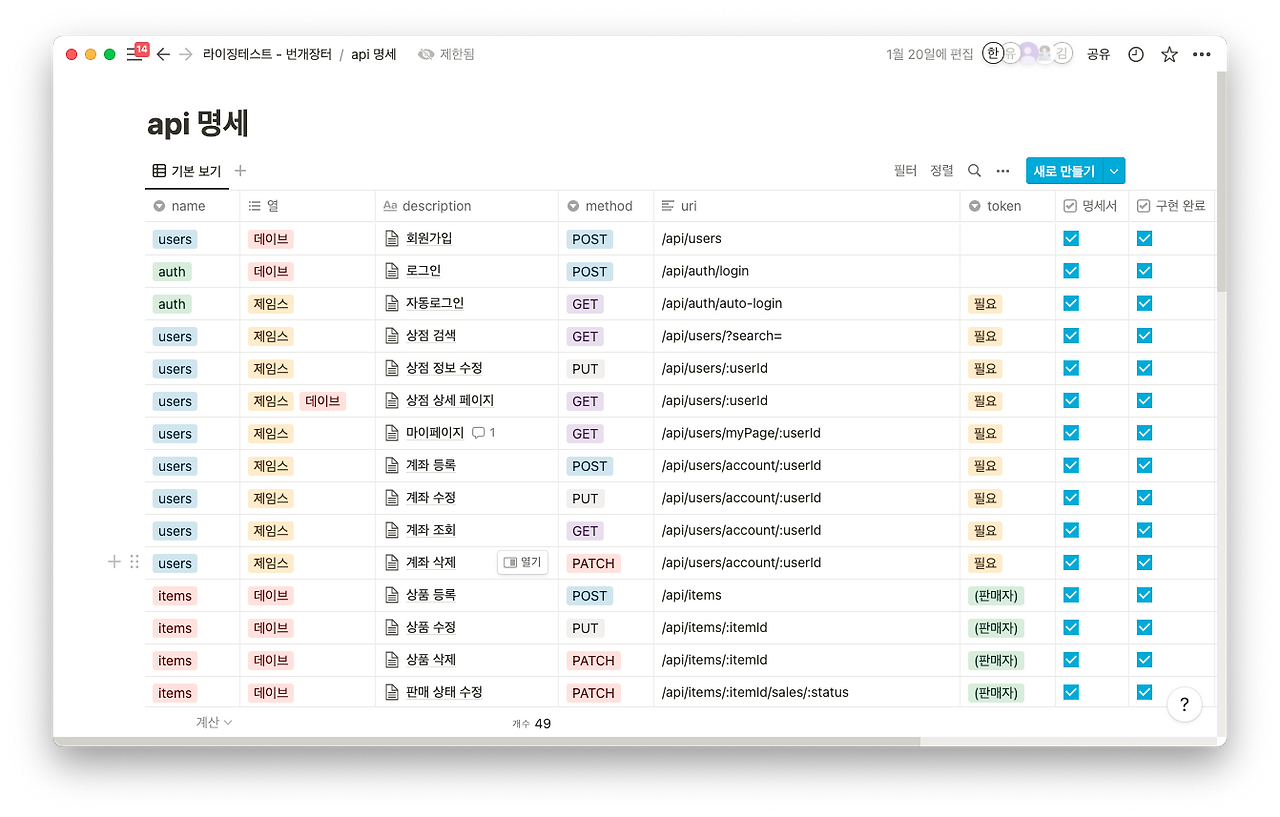 14 라이징테스트 - 번개장터 / api 명세 제한됨 1월 20일에 편집 한 유 김 공유
api 명세
기본 보기 필터 정렬 새로 만들기
name 열 Aa description method uri token 명세서 구현 완료
users 데이브 회원가입 POST /api/users
auth 데이브 로그인 POST /api/auth/login
auth 제임스 자동로그인 GET /api/auth/auto-login 필요
users 제임스 상점 검색 GET /api/users/?search= 필요
users 제임스 상점 정보 수정 PUT /api/users/:userId 필요
users 제임스 데이브 상점 상세 페이지 GET /api/users/:userId 필요
users 제임스 마이페이지 1 GET /api/users/myPage/:userId 필요
users 제임스 계좌 등록 POST /api/users/account/:userId 필요
users 제임스 계좌 수정 PUT /api/users/account/:userId 필요
users 제임스 계좌 조회 GET /api/users/account/:userId 필요
users 제임스 계좌 삭제 열기 PATCH /api/users/account/:userId 필요
items 데이브 상품 등록 POST /api/items (판매자)
items 데이브 상품 수정 PUT /api/items/:itemId (판매자)
items 데이브 상품 삭제 PATCH /api/items/:itemId (판매자)
items 데이브 판매 상태 수정 PATCH /api/items/:itemId/sales/:status (판매자)
계산 개수 49 ?